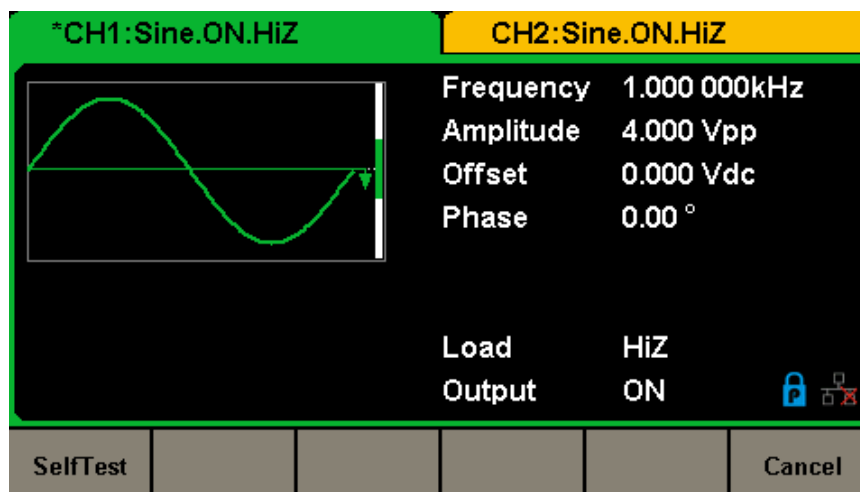 *CH1:Sine.ON.HiZ
CH2:Sine.ON.HiZ
Frequency 1.000 000kHz
Amplitude 4.000 Vpp
Offset 0.000 Vdc
Phase 0.00 °
Load HiZ
Output ON
P
SelfTest
Cancel